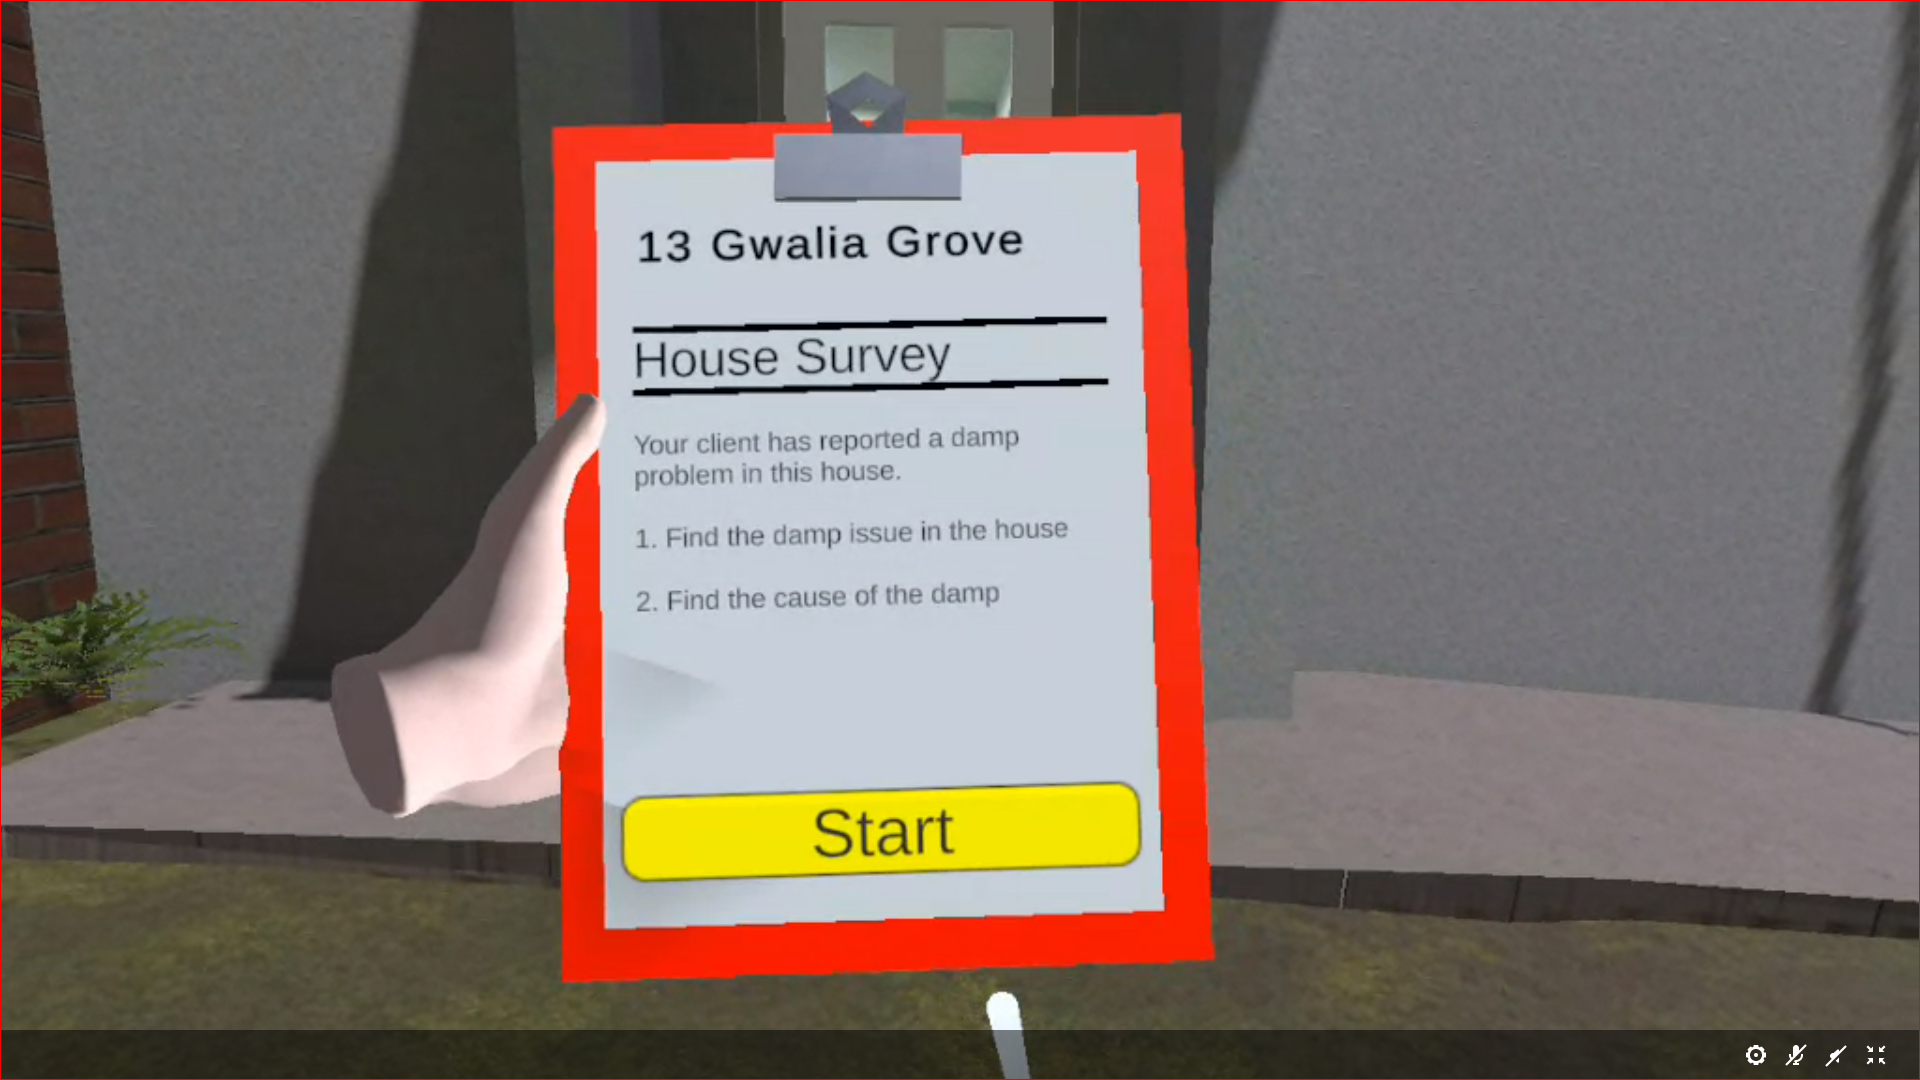 13 Gwalia Grove
House Survey
Your client has reported a damp
problem in this house.
1. Find the damp issue in the house
2. Find the cause of the damp
Start